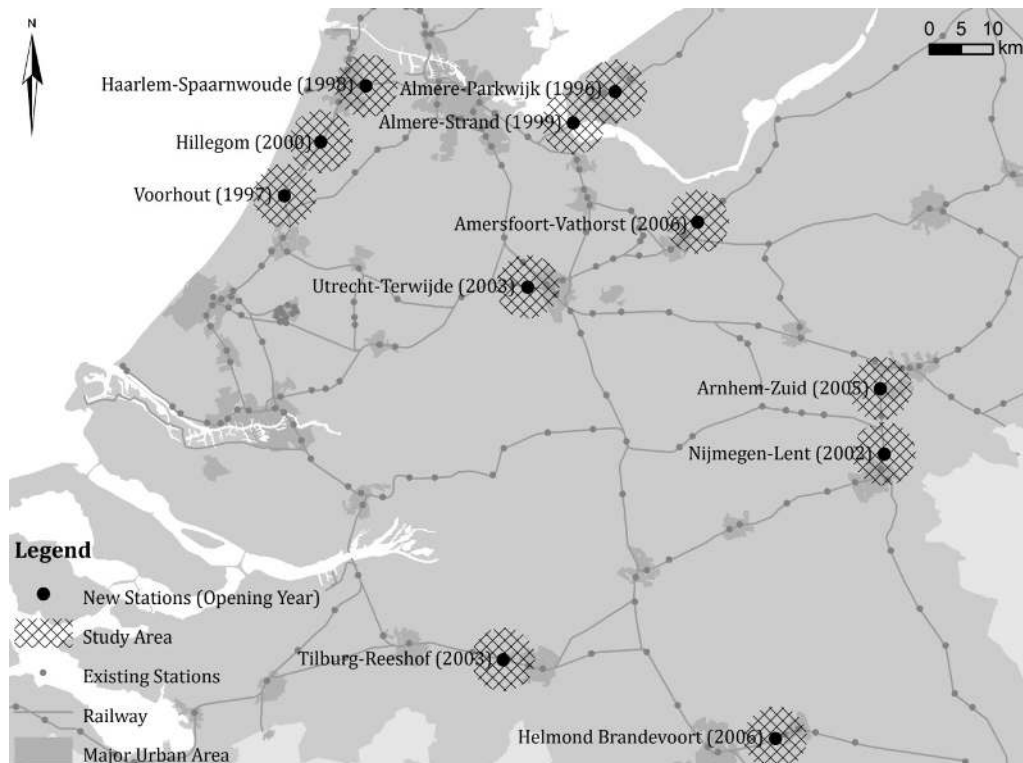 N
0 5 10
km
Haarlem-Spaarnwoude (1998)
Almere-Parkwijk (1996)
Almere-Strand (1999)
Hillegom (2000)
Voorhout (1997)
Amersfoort-Vathorst (2006)
Utrecht-Terwijde (2003)
Arnhem-Zuid (2005)
Nijmegen-Lent (2002)
Legend
New Stations (Opening Year)
Study Area
Existing Stations
Railway
Major Urban Area
Tilburg-Reeshof (2003)
Helmond Brandevoort (2006)